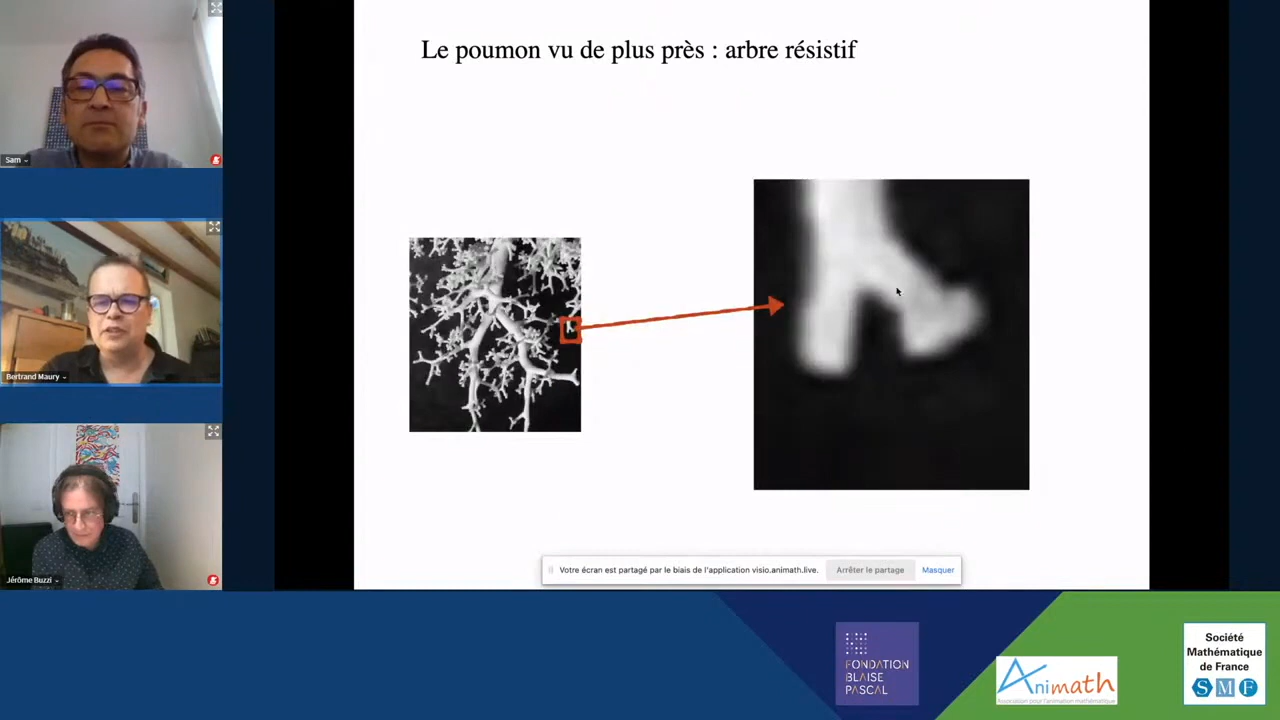 Le poumon vu de plus près : arbre résistif
Sam
Bertrand Maury
Jérôme Buzzi
Votre écran est partagé par le biais de l'application visio.animath.live.
Arrêter le partage
Masquer
FONDATION
BLAISE
PASCAL
Animath
Association pour l'animation mathématique
Société
Mathématique
de France
S M F